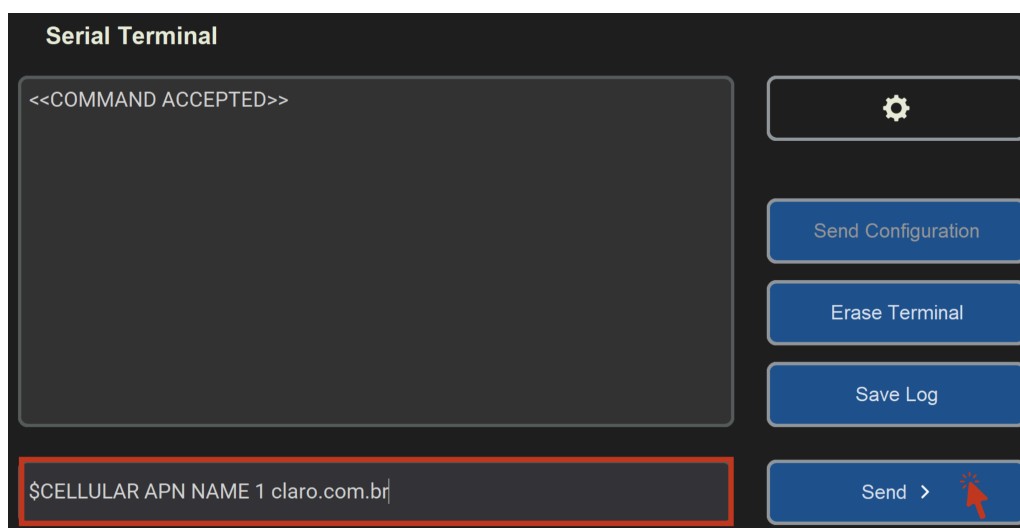 Serial Terminal
<<COMMAND ACCEPTED>>
Send Configuration
Erase Terminal
Save Log
$CELLULAR APN NAME 1 claro.com.br
Send >